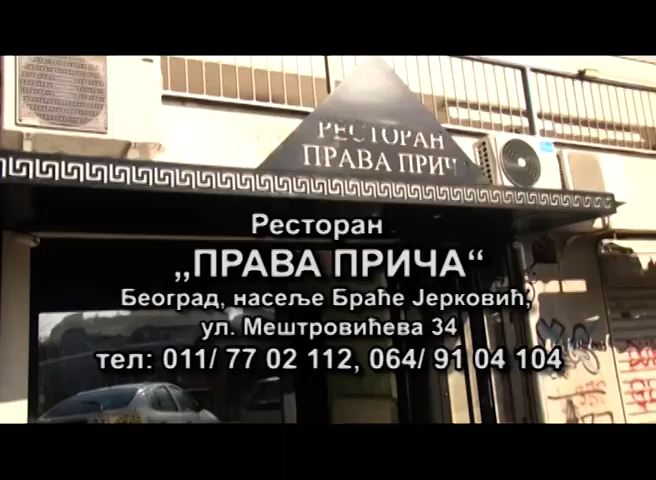 РЕСТОРАН
ПРАВА ПРИЧ
Ресторан
„ПРАВА ПРИЧА“
Београд, насеље Браће Јерковић,
ул. Мештровићева 34
тел: 011/ 77 02 112, 064/ 91 04 104